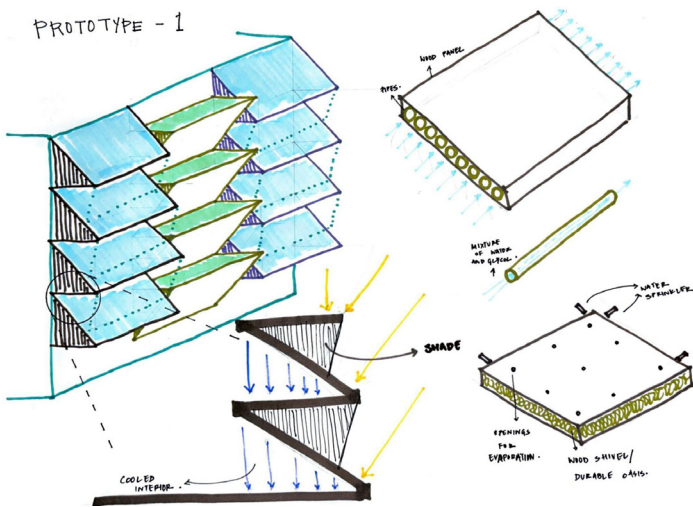 PROTOTYPE - 1
WOOD PANEL
PIPES.
MIXTURE
OF WATER
AND GLYCOL.
WATER
SPRINKLER
SHADE
COOLED
INTERIOR.
OPENINGS
FOR
EVAPORATION.
WOOD SHIVEL/
DURABLE OASIS.